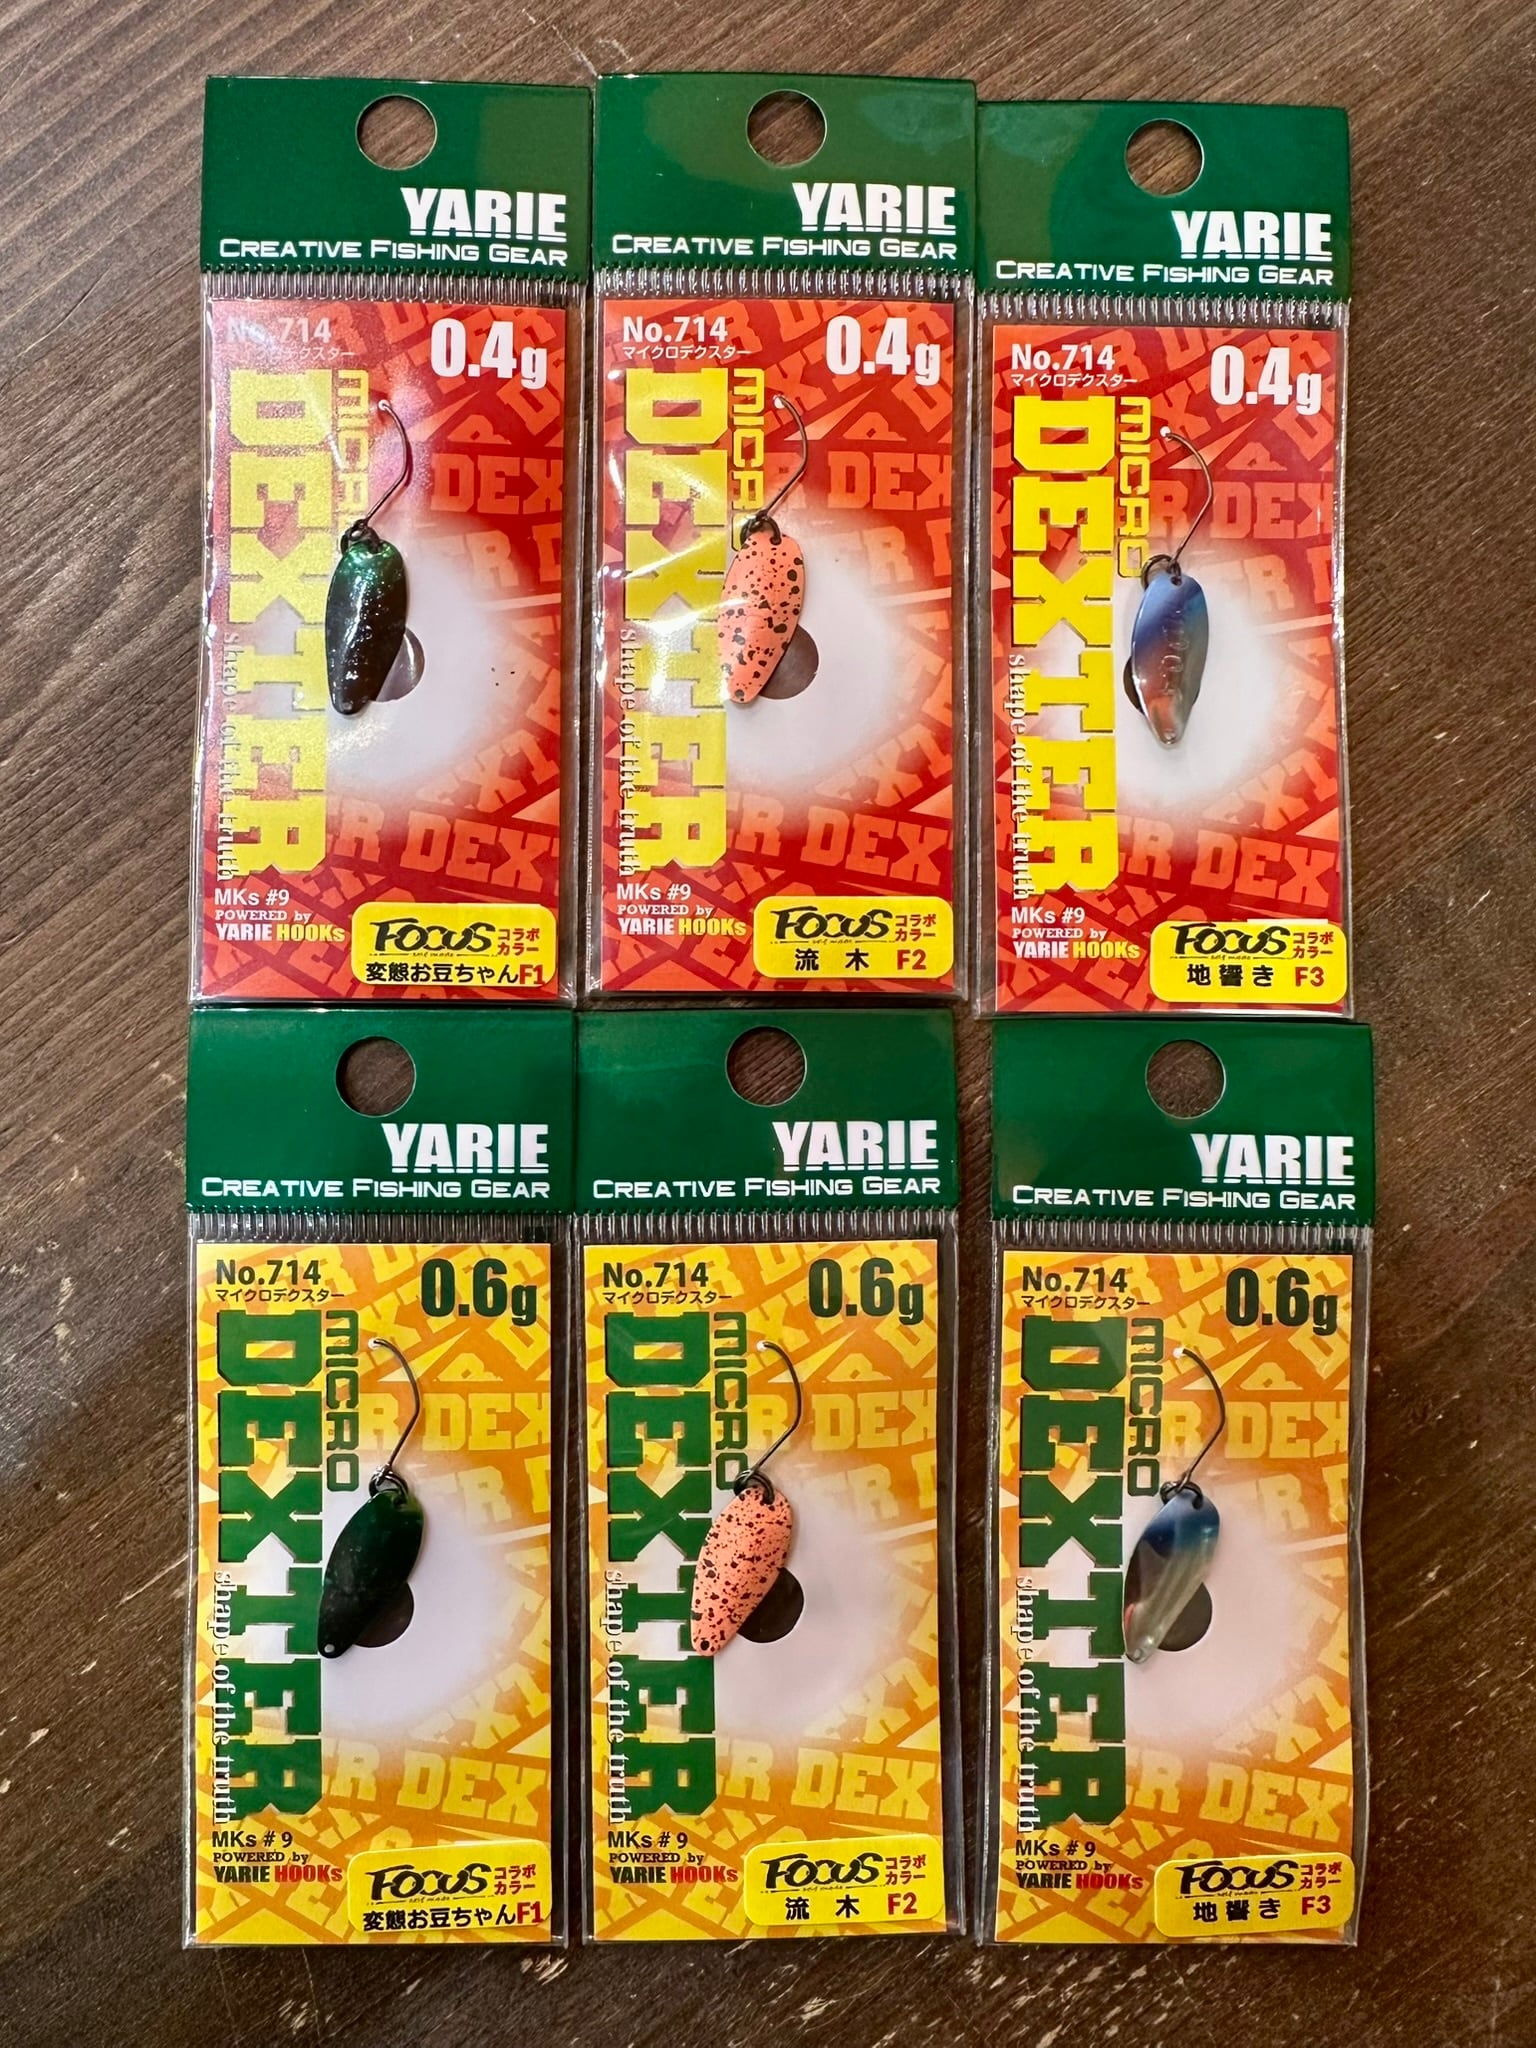 YARIE
CREATIVE FISHING GEAR
No.714
マイクロデクスター
0.4g
MICRO
DEXTER
shape of the truth
MKs #9
POWERED by
YARIE HOOKs
FOCUS
コラボ
カラー
変態お豆ちゃんF1
YARIE
CREATIVE FISHING GEAR
No.714
マイクロデクスター
0.4g
MICRO
DEXTER
shape of the truth
MKs #9
POWERED by
YARIE HOOKs
FOCUS
コラボ
カラー
流木 F2
YARIE
CREATIVE FISHING GEAR
No.714
マイクロデクスター
0.4g
MICRO
DEXTER
shape of the truth
MKs #9
POWERED by
YARIE HOOKs
FOCUS
コラボ
カラー
地響き F3
YARIE
CREATIVE FISHING GEAR
No.714
マイクロデクスター
0.6g
MICRO
DEXTER
shape of the truth
MKs # 9
POWERED by
YARIE HOOKs
FOCUS
コラボ
カラー
変態お豆ちゃんF1
YARIE
CREATIVE FISHING GEAR
No.714
マイクロデクスター
0.6g
MICRO
DEXTER
shape of the truth
MKs # 9
POWERED by
YARIE HOOKs
FOCUS
コラボ
カラー
流木 F2
YARIE
CREATIVE FISHING GEAR
No.714
マイクロデクスター
0.6g
MICRO
DEXTER
shape of the truth
MKs # 9
POWERED by
YARIE HOOKs
FOCUS
コラボ
カラー
地響き F3